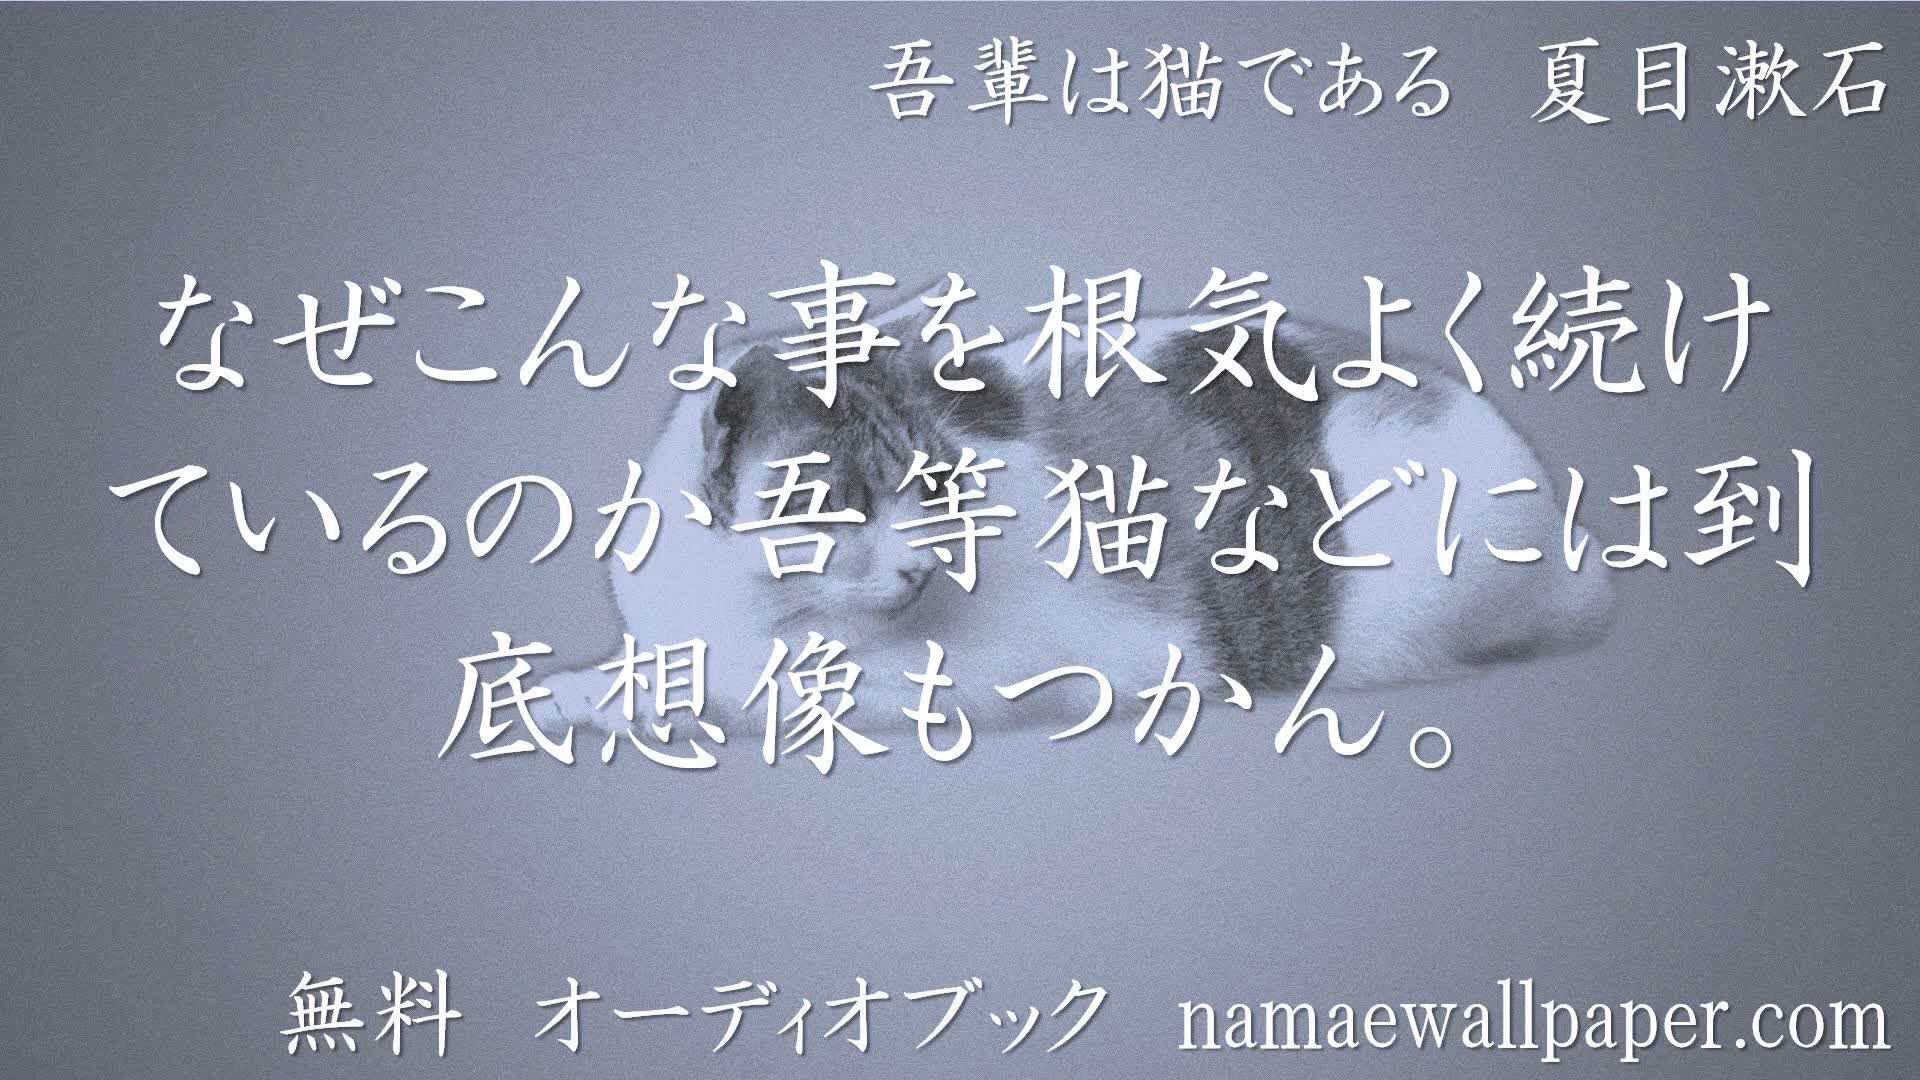 吾輩は猫である　夏目漱石
なぜこんな事を根気よく続け
ているのか吾等猫などには到
底想像もつかん。
無料　オーディオブック　namaewallpaper.com